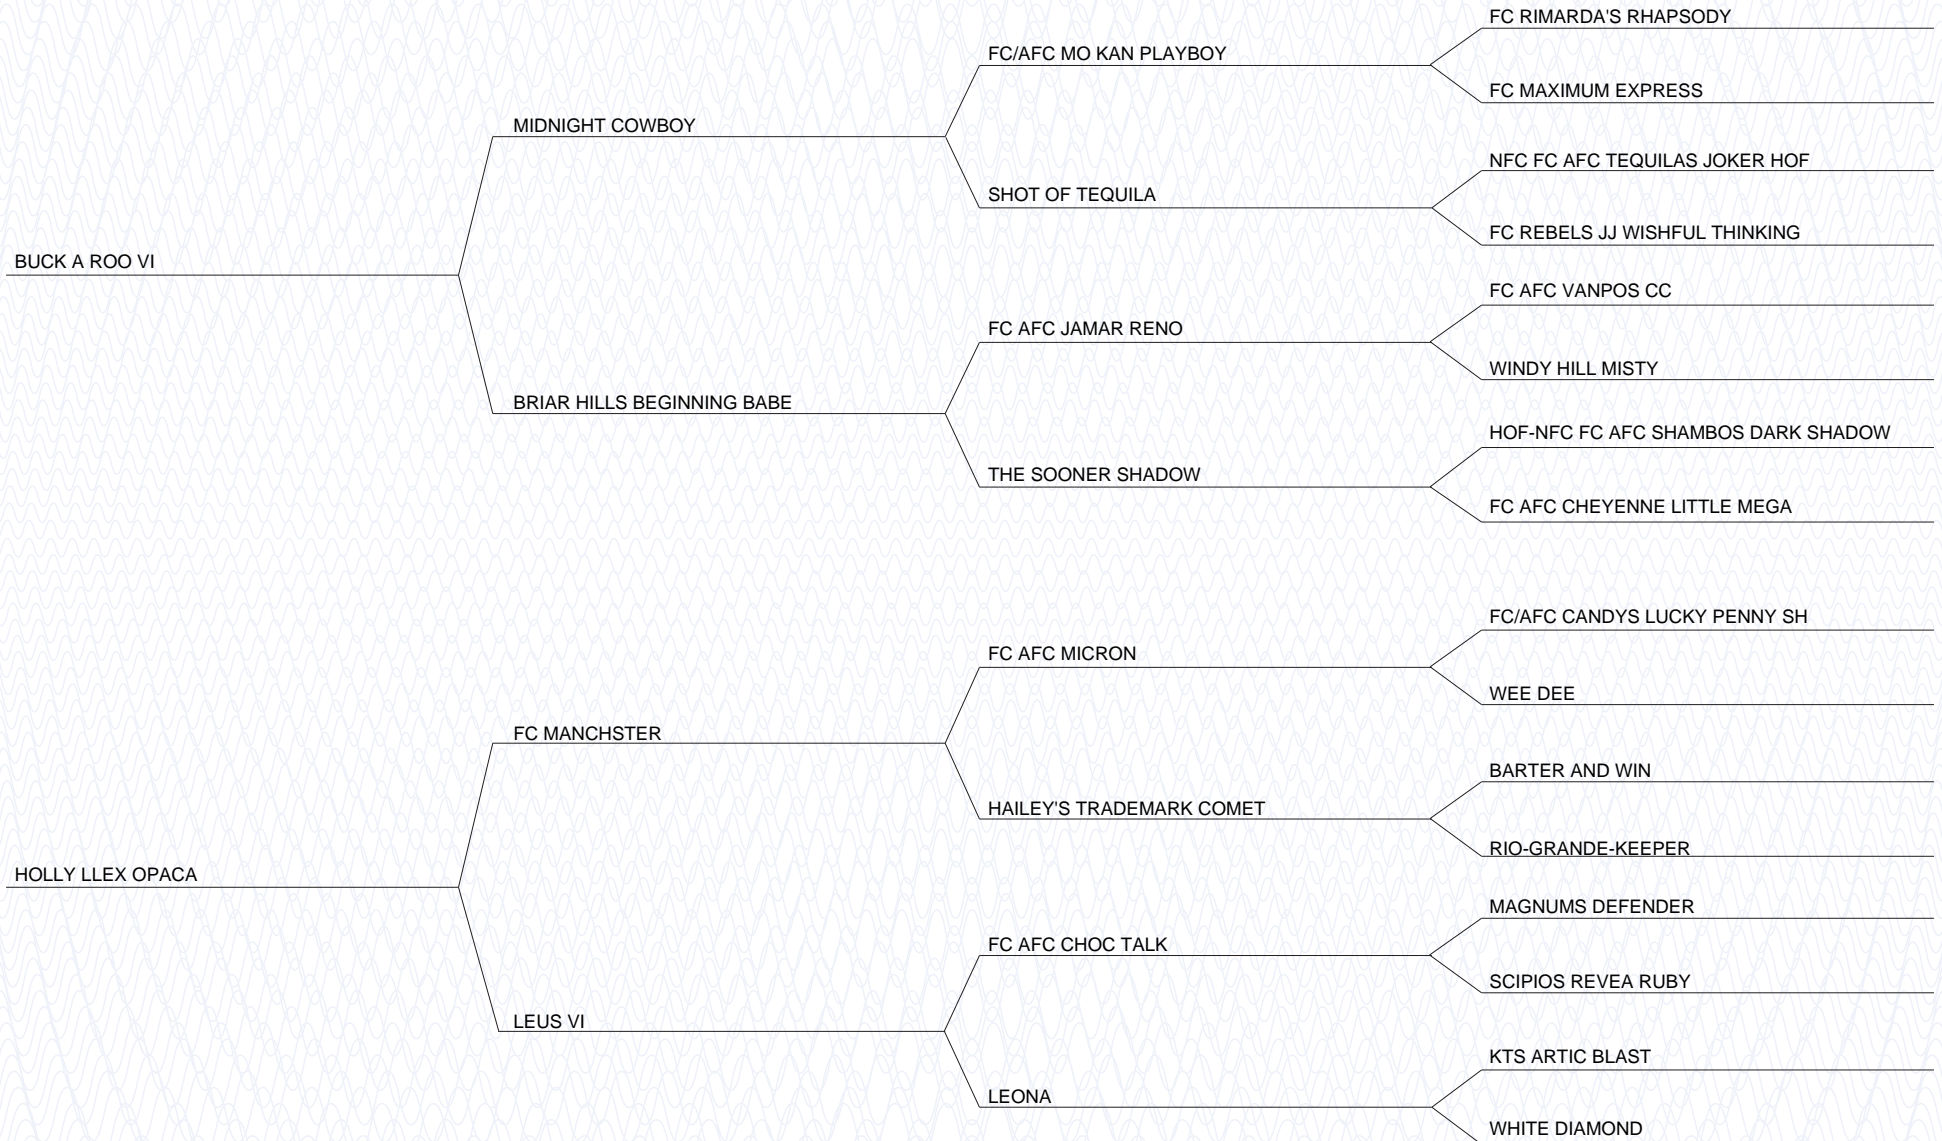 FC RIMARDA'S RHAPSODY
FC/AFC MO KAN PLAYBOY
FC MAXIMUM EXPRESS
MIDNIGHT COWBOY
NFC FC AFC TEQUILAS JOKER HOF
SHOT OF TEQUILA
FC REBELS JJ WISHFUL THINKING
BUCK A ROO VI
FC AFC VANPOS CC
FC AFC JAMAR RENO
WINDY HILL MISTY
BRIAR HILLS BEGINNING BABE
HOF-NFC FC AFC SHAMBOS DARK SHADOW
THE SOONER SHADOW
FC AFC CHEYENNE LITTLE MEGA
FC/AFC CANDYS LUCKY PENNY SH
FC AFC MICRON
WEE DEE
FC MANCHSTER
BARTER AND WIN
HAILEY'S TRADEMARK COMET
RIO-GRANDE-KEEPER
HOLLY LLEX OPACA
MAGNUMS DEFENDER
FC AFC CHOC TALK
SCIPIOS REVEA RUBY
LEUS VI
KTS ARTIC BLAST
LEONA
WHITE DIAMOND